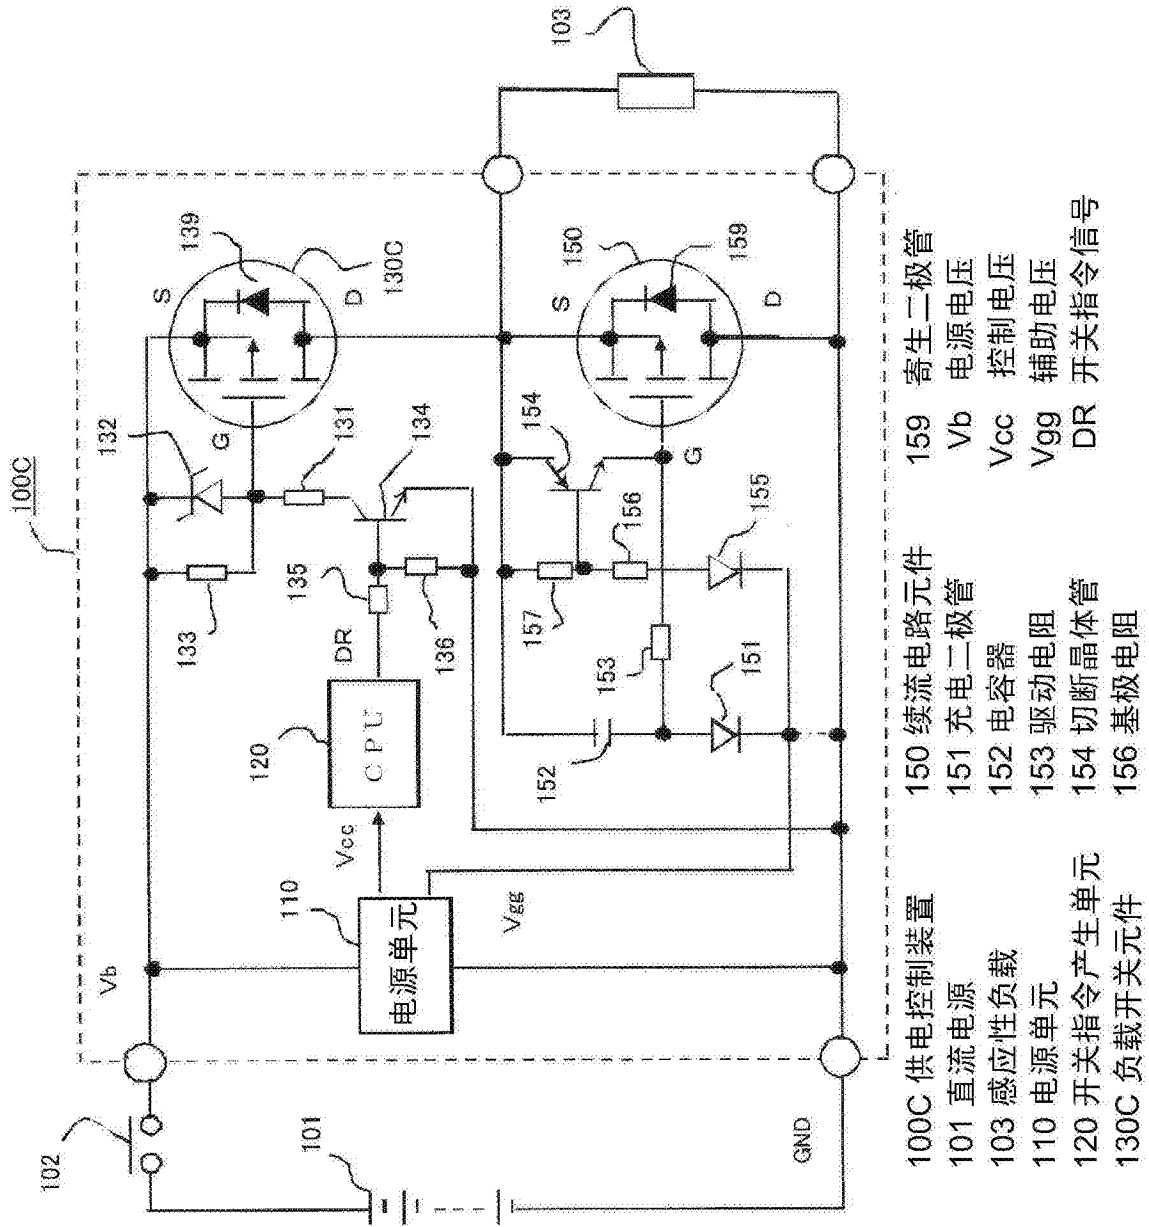 100C
102
101
Vb
GND
110
电源单元
Vcc
Vgg
120
CPU
DR
133
132
135
136
131
134
G
S
D
139
130C
152
153
151
157
156
155
154
G
S
D
150
159
103
100C 供电控制装置
101 直流电源
103 感应性负载
110 电源单元
120 开关指令产生单元
130C 负载开关元件
150 续流电路元件
151 充电二极管
152 电容器
153 驱动电阻
154 切断晶体管
156 基极电阻
159 寄生二极管
Vb 电源电压
Vcc 控制电压
Vgg 辅助电压
DR 开关指令信号